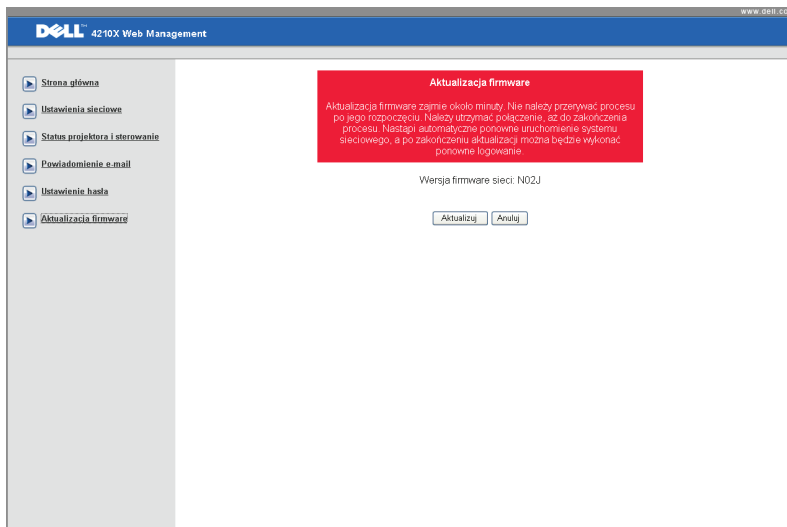 www.dell.co
DELL™ 4210X Web Management
Strona główna
Ustawienia sieciowe
Status projektora i sterowanie
Powiadomienie e-mail
Ustawienie hasła
Aktualizacja firmware
Aktualizacja firmware
Aktualizacja firmware zajmie około minuty. Nie należy przerywać procesu
po jego rozpoczęciu. Należy utrzymać połączenie, aż do zakończenia
procesu. Nastąpi automatyczne ponowne uruchomienie systemu
sieciowego, a po zakończeniu aktualizacji można będzie wykonać
ponowne logowanie.
Wersja firmware sieci: N02J
Aktualizuj Anuluj